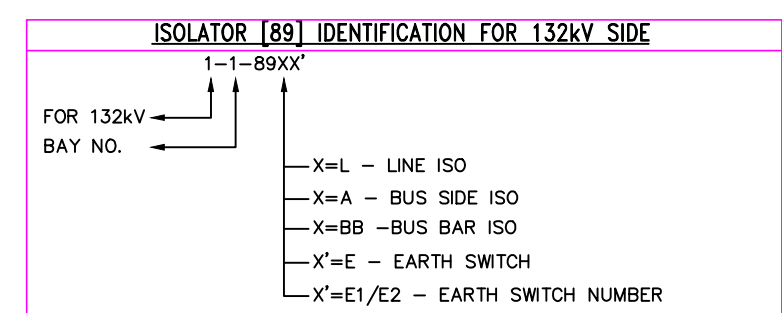 ISOLATOR [89] IDENTIFICATION FOR 132kV SIDE
1-1-89XX'
FOR 132kV
BAY NO.
X=L – LINE ISO
X=A – BUS SIDE ISO
X=BB –BUS BAR ISO
X'=E – EARTH SWITCH
X'=E1/E2 – EARTH SWITCH NUMBER